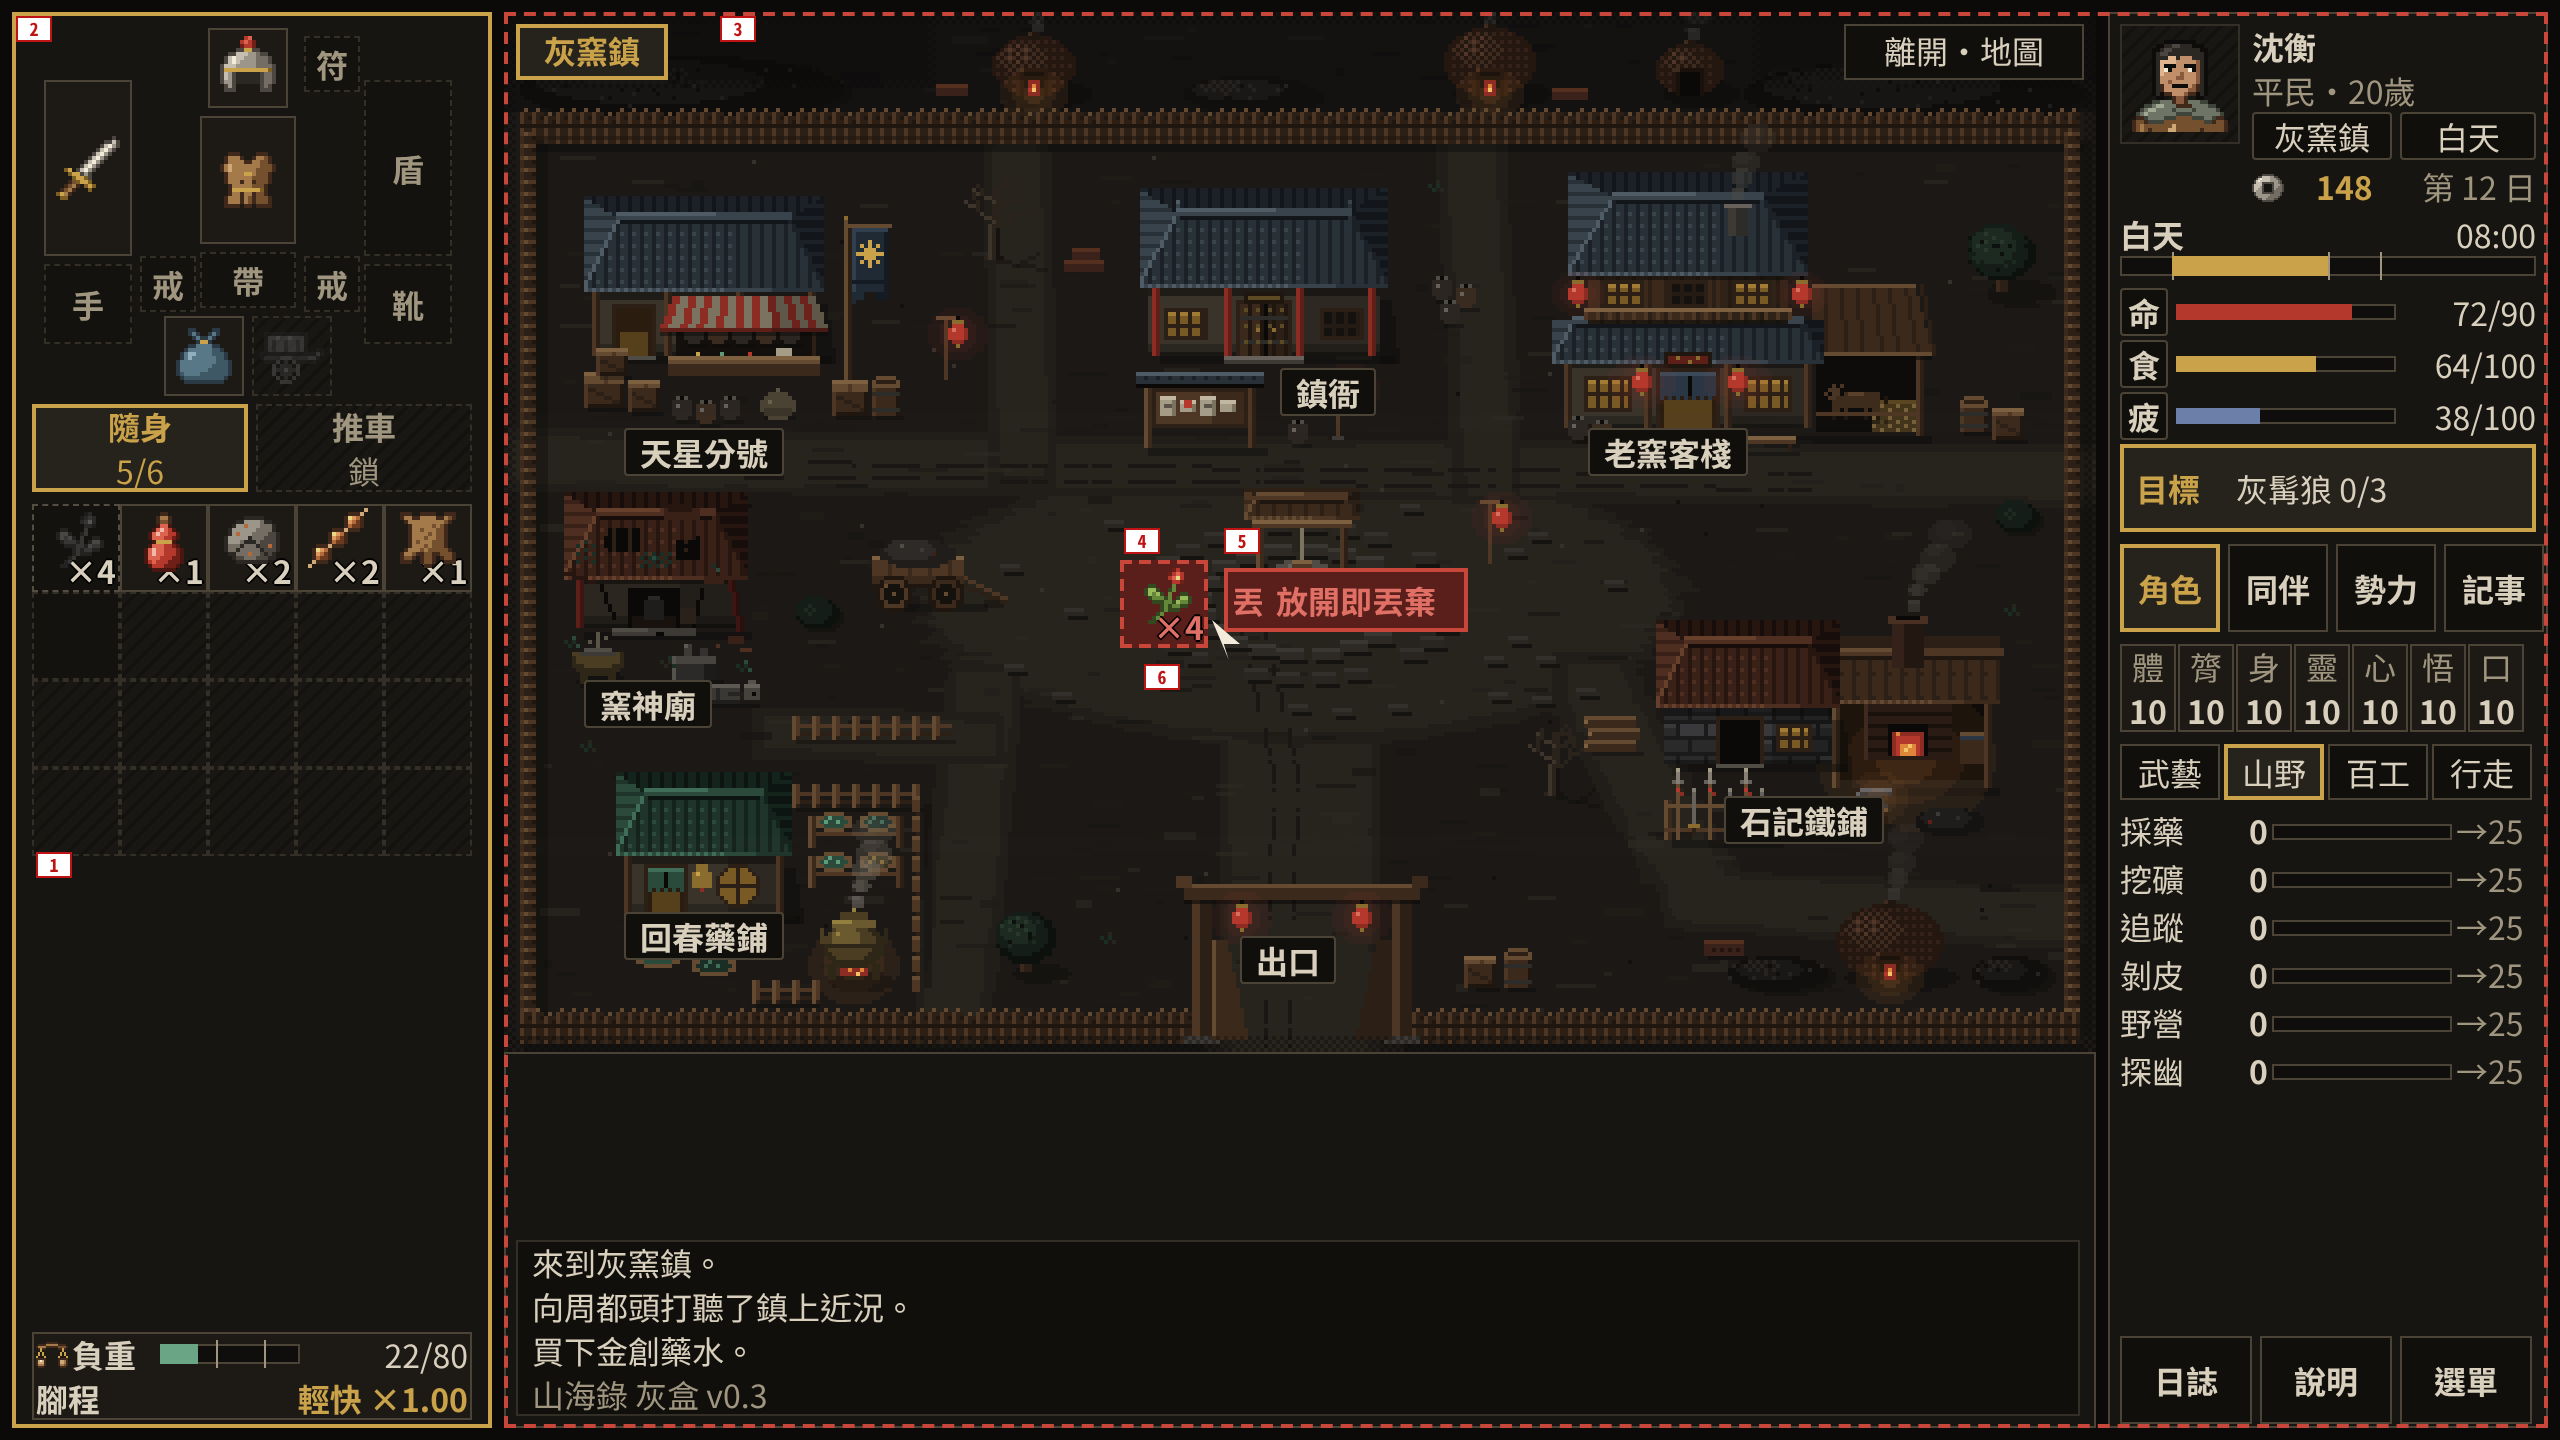 2
符
盾
手
戒
帶
戒
靴
隨身
5/6
推車
鎖
×4
×1
×2
×2
×1
1
負重
22/80
腳程
輕快 ×1.00
灰窯鎮
3
離開・地圖
天星分號
鎮衙
老窯客棧
4
5
丟 放開即丟棄
×4
6
窯神廟
石記鐵鋪
回春藥鋪
出口
來到灰窯鎮。
向周都頭打聽了鎮上近況。
買下金創藥水。
山海錄 灰盒 v0.3
沈衡
平民・20歲
灰窯鎮
白天
148
第 12 日
白天
08:00
命
72/90
食
64/100
疲
38/100
目標
灰髯狼 0/3
角色
同伴
勢力
記事
體
膂
身
靈
心
悟
口
10
10
10
10
10
10
10
武藝
山野
百工
行走
採藥 0 →25
挖礦 0 →25
追蹤 0 →25
剝皮 0 →25
野營 0 →25
探幽 0 →25
日誌
說明
選單